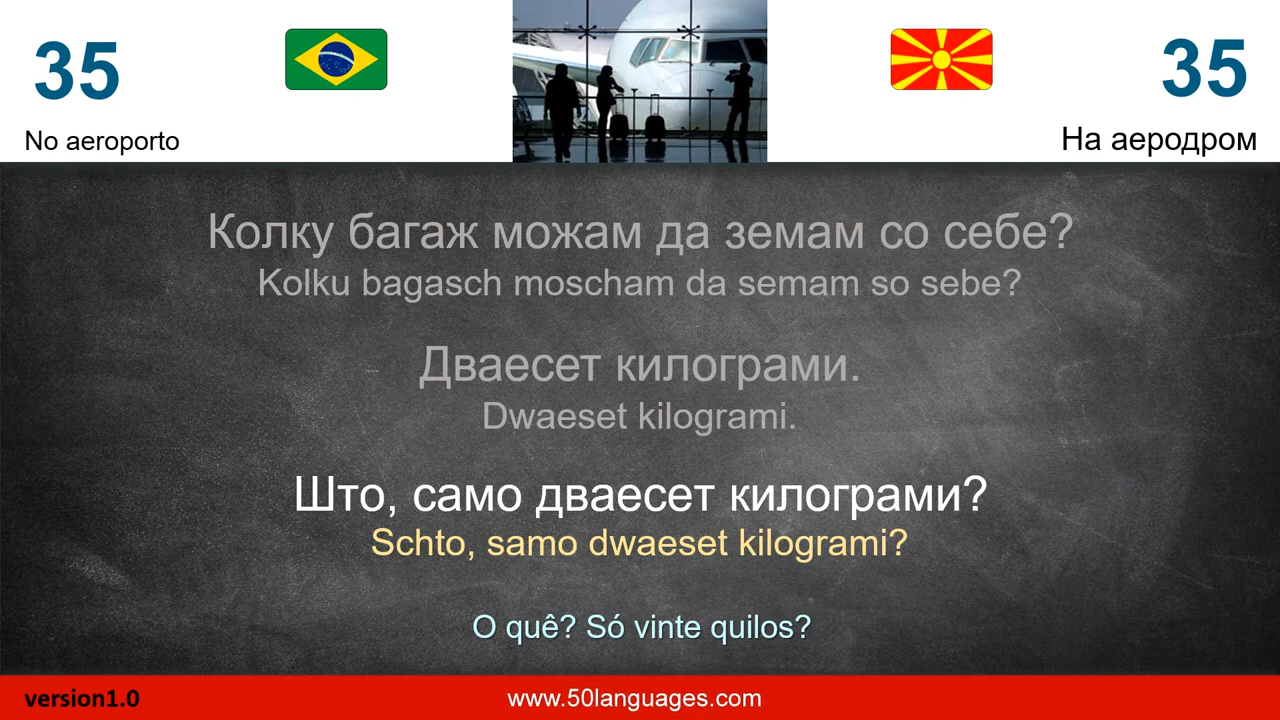 35
35
No aeroporto
На аеродром
Колку багаж можам да земам со себе?
Kolku bagasch moscham da semam so sebe?
Дваесет килограми.
Dwaeset kilogrami.
Што, само дваесет килограми?
Schto, samo dwaeset kilogrami?
O quê? Só vinte quilos?
version1.0
www.50languages.com